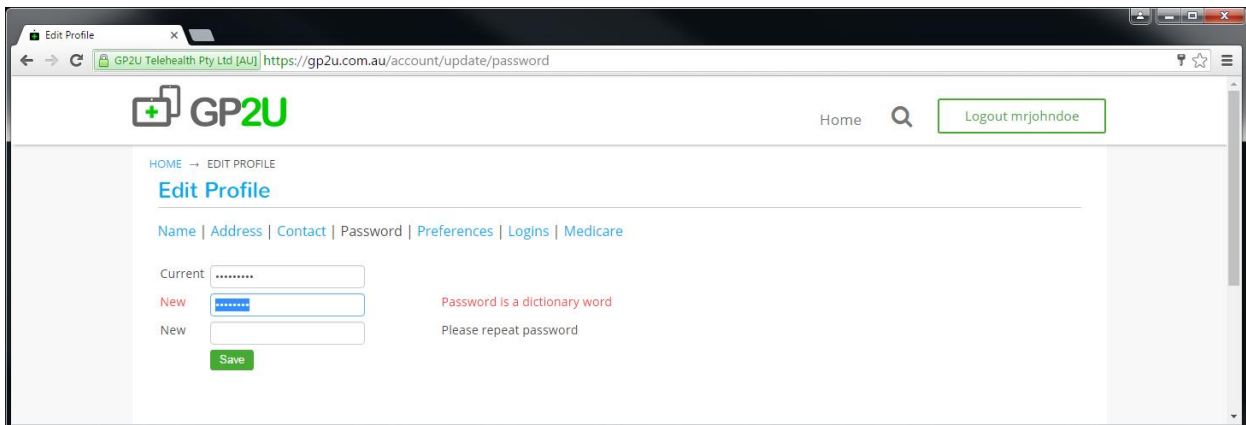 Edit Profile
GP2U Telehealth Pty Ltd [AU] https://gp2u.com.au/account/update/password
GP2U
Home
Logout mrjohndoe
HOME → EDIT PROFILE
Edit Profile
Name | Address | Contact | Password | Preferences | Logins | Medicare
Current •••••••••
New •••••••• Password is a dictionary word
New Please repeat password
Save